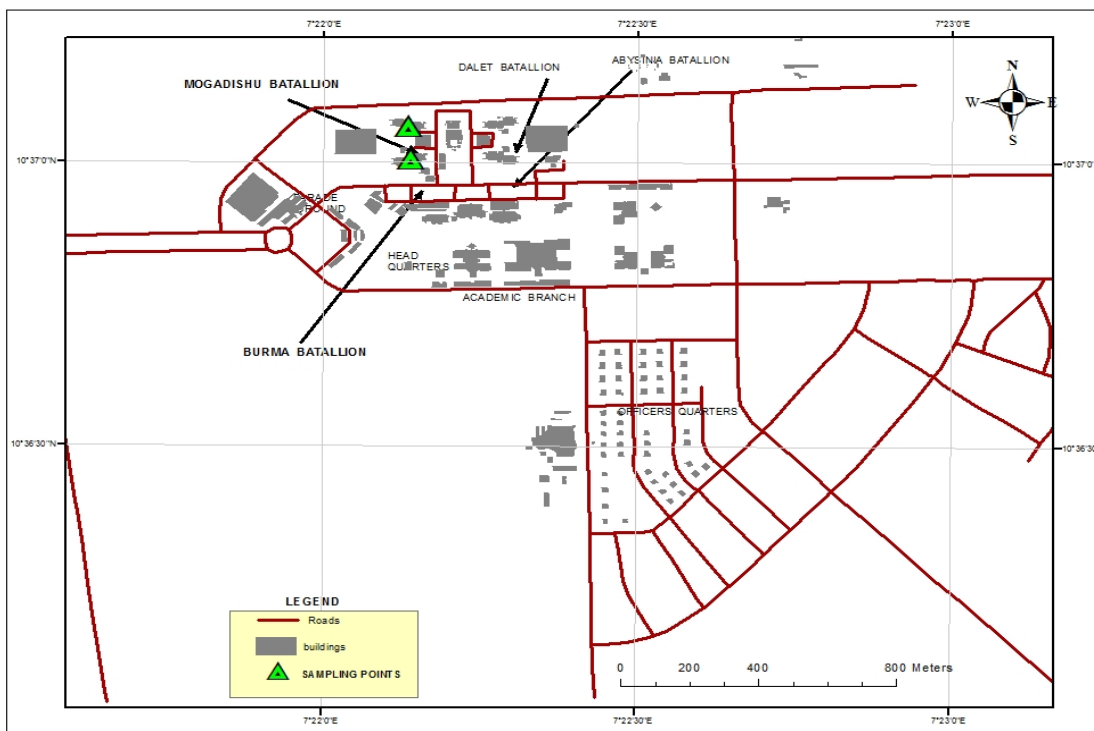 7°22'0"E
7°22'30"E
7°23'0"E
DALET BATALLION
ABYSINIA BATALLION
MOGADISHU BATALLION
N
W
E
S
10°37'0"N
10°37'0"
HEAD
QUARTERS
ACADEMIC BRANCH
BURMA BATALLION
OFFICERS QUARTERS
10°36'30"N
10°36'30"
LEGEND
Roads
buildings
SAMPLING POINTS
0 200 400 800 Meters
7°22'0"E
7°22'30"E
7°23'0"E